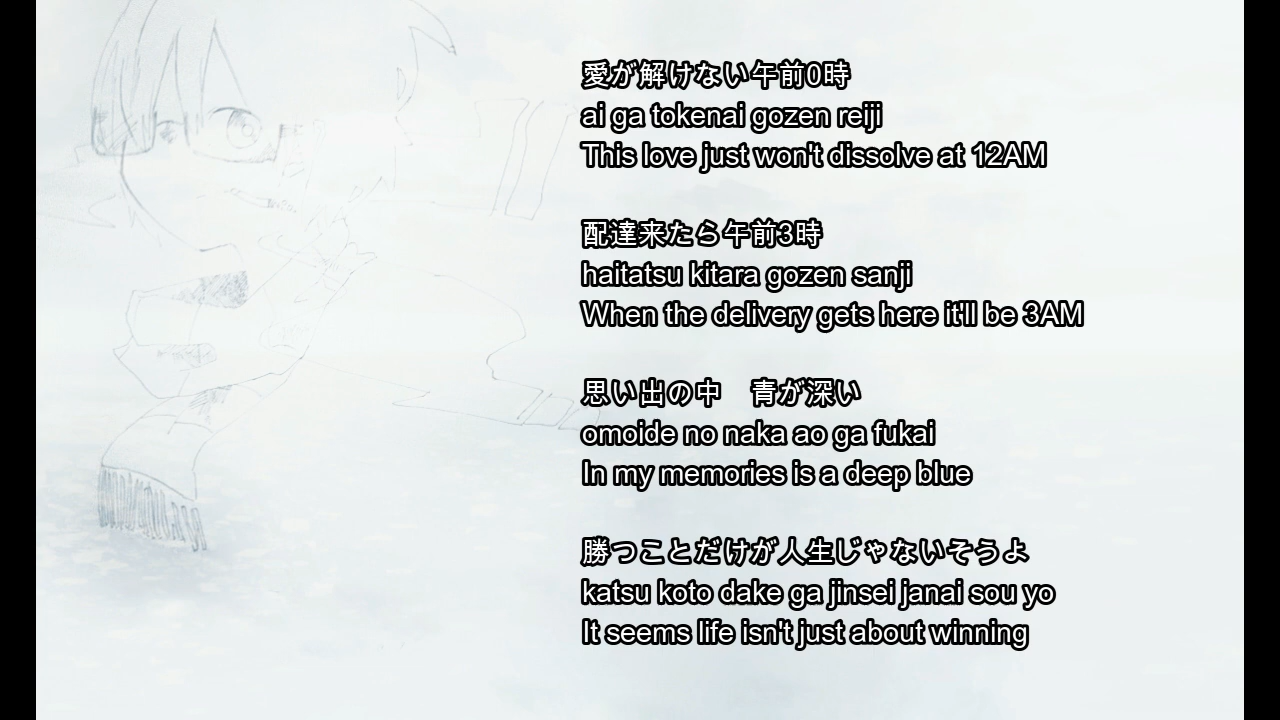 愛が解けない午前0時
ai ga tokenai gozen reiji
This love just won't dissolve at 12AM
配達来たら午前3時
haitatsu kitara gozen sanji
When the delivery gets here it'll be 3AM
思い出の中　青が深い
omoide no naka ao ga fukai
In my memories is a deep blue
勝つことだけが人生じゃないそうよ
katsu koto dake ga jinsei janai sou yo
It seems life isn't just about winning